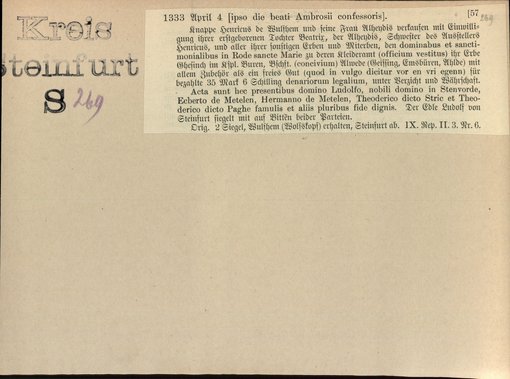 Kreis
Steinfurt
S 269
[57
269
1333 April 4 [ipso die beati Ambrosii confessoris].
Knappe Henricus de Wulfhem und seine Frau Alheydis verkaufen mit Einwilli-
gung ihrer erstgeborenen Tochter Beatrix, der Alheydis, Schwester des Ausstellers
Henricus, und aller ihrer sonstigen Erben und Miterben, den dominabus et sancti-
monialibus in Rode sancte Marie zu deren Kleideramt (officium vestitus) ihr Erbe
im Kspl. Buren, Bschft. (concivium) Alwede (Geising, Emsbüren, Ahlde) mit
allem Zubehör als ein freies Gut (quod in vulgo dicitur vor en vri egenn) für
bezahlte 25 Mark 6 Schilling denariorum legalium, unter Verzicht und Währschaft.
Acta sunt hec presentibus domino Ludolfo, nobili domino in Stenvorde,
Ecberto de Metelen, Hermanno de Metelen, Theoderico dicto Stric et Theo-
derico dicto Paghe famulis et aliis pluribus fide dignis. Der Edle Ludolf von
Steinfurt siegelt mit auf Bitten beider Parteien.
Orig. 2 Siegel, Wulfhem (Wolfskopf) erhalten, Steinfurt ab. IX. Rep. II. 3. Nr. 6.